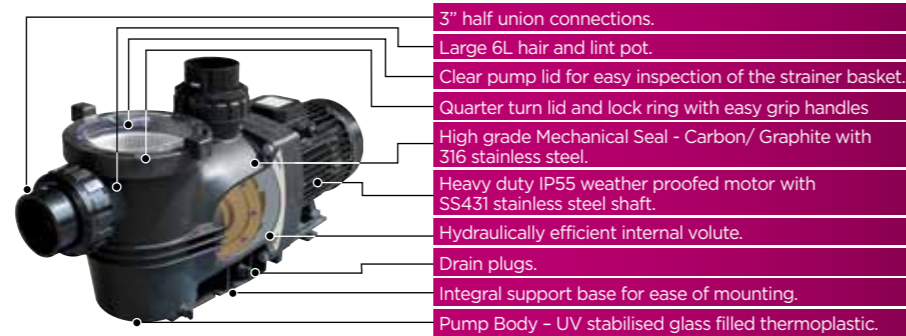 3” half union connections.
Large 6L hair and lint pot.
Clear pump lid for easy inspection of the strainer basket.
Quarter turn lid and lock ring with easy grip handles
High grade Mechanical Seal - Carbon/ Graphite with
316 stainless steel.
Heavy duty IP55 weather proofed motor with
SS431 stainless steel shaft.
Hydraulically efficient internal volute.
Drain plugs.
Integral support base for ease of mounting.
Pump Body – UV stabilised glass filled thermoplastic.